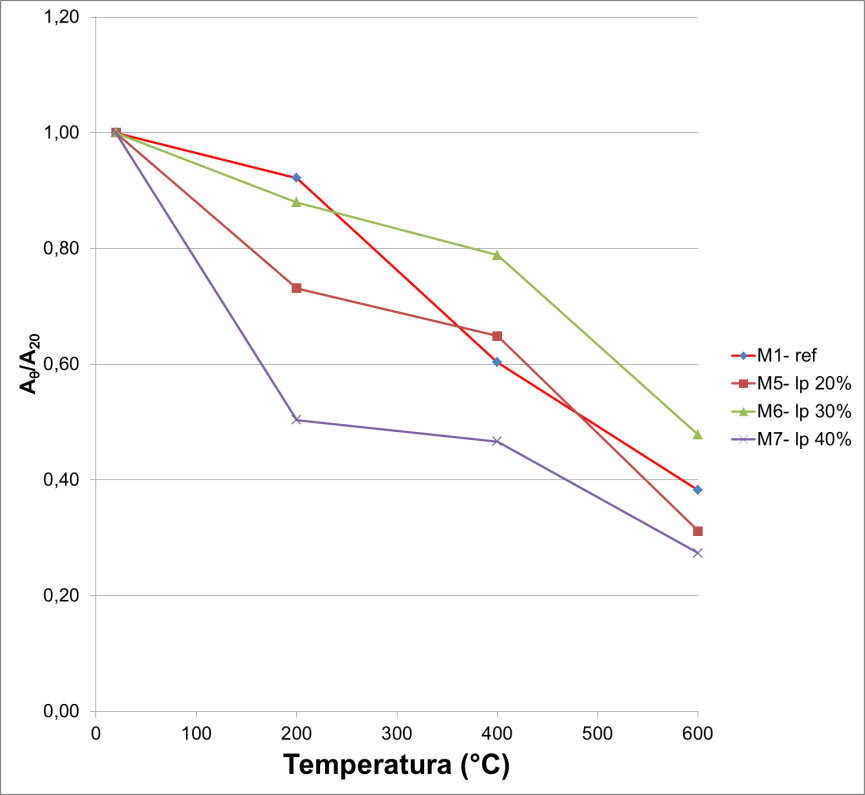 1,20
1,00
0,80
0,60
0,40
0,20
0,00
Aθ/A20
0 100 200 300 400 500 600
Temperatura (°C)
M1- ref
M5- lp 20%
M6- lp 30%
M7- lp 40%